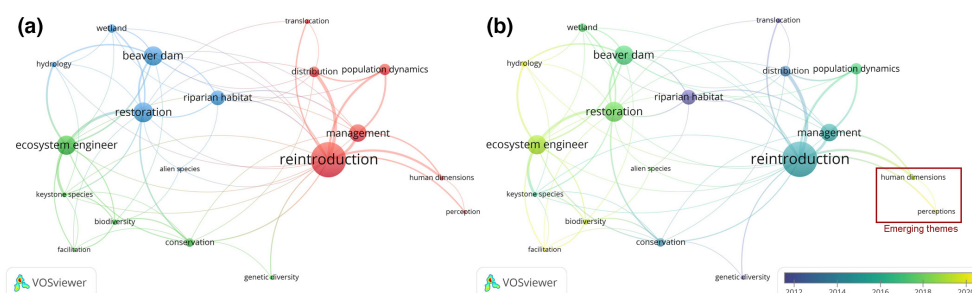 (a)
translocation
wetland
beaver dam
hydrology
distribution
population dynamics
riparian habitat
restoration
management
ecosystem engineer
reintroduction
alien species
human dimensions
keystone species
perception
biodiversity
conservation
facilitation
genetic diversity
VOSviewer
(b)
translocation
wetland
beaver dam
hydrology
distribution
population dynamics
riparian habitat
restoration
management
ecosystem engineer
reintroduction
alien species
human dimensions
keystone species
perceptions
biodiversity
Emerging themes
conservation
facilitation
genetic diversity
VOSviewer
2012 2014 2016 2018